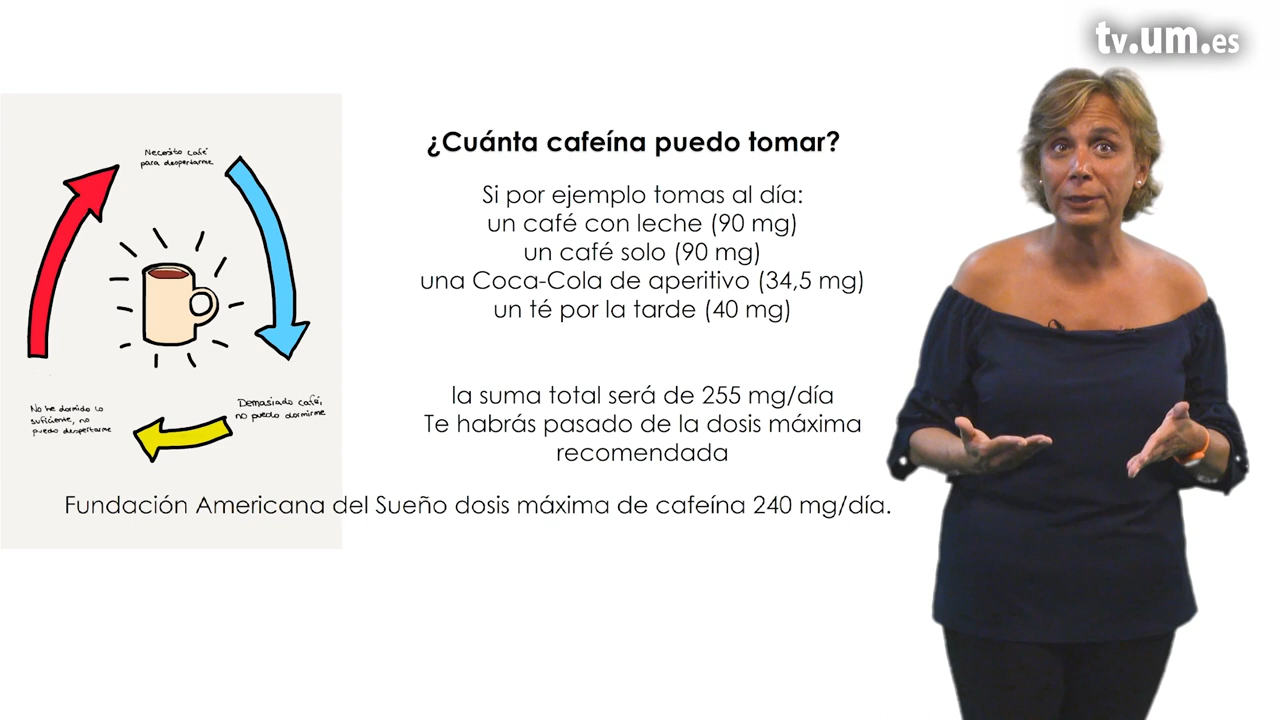 tv.um.es
¿Cuánta cafeína puedo tomar?
Si por ejemplo tomas al día:
un café con leche (90 mg)
un café solo (90 mg)
una Coca-Cola de aperitivo (34,5 mg)
un té por la tarde (40 mg)
la suma total será de 255 mg/día
Te habrás pasado de la dosis máxima
recomendada
Fundación Americana del Sueño dosis máxima de cafeína 240 mg/día.
Necesito café
para despertarme
Demasiado café,
no puedo dormirme
No he dormido lo
suficiente, no
puedo despertarme